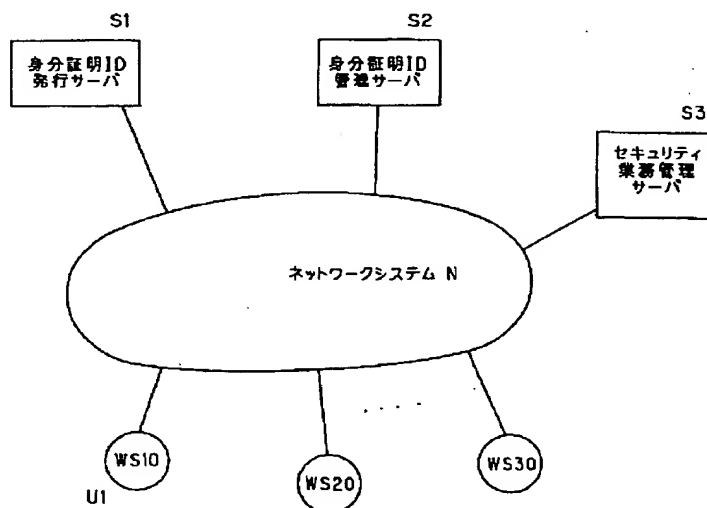 S1
身分証明ID
発行サーバ
S2
身分証明ID
管理サーバ
S3
セキュリティ
業務管理
サーバ
ネットワークシステム N
WS10
U1
WS20
WS30